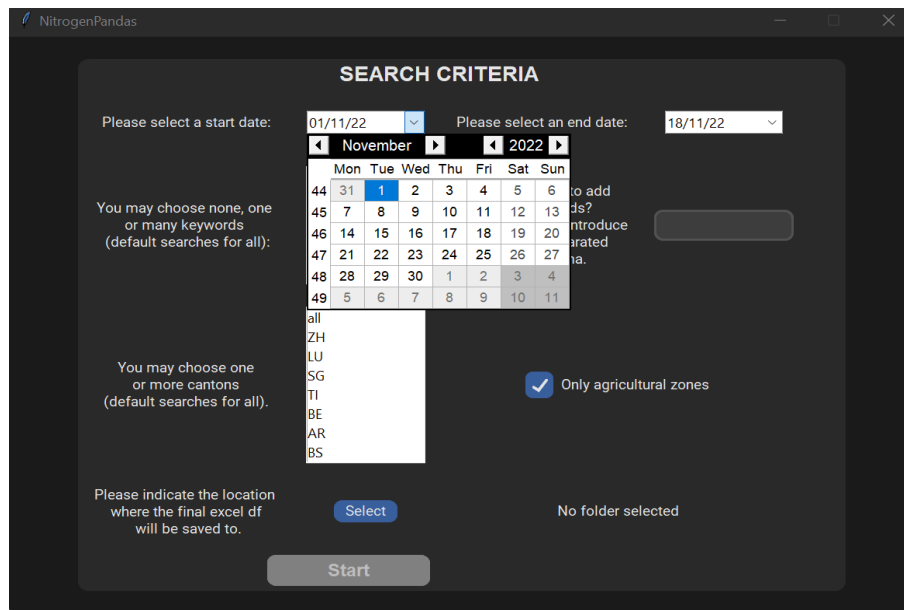 NitrogenPandas
SEARCH CRITERIA
Please select a start date:
01/11/22
Please select an end date:
18/11/22
November
2022
Mon Tue Wed Thu Fri Sat Sun
44 31 1 2 3 4 5 6
45 7 8 9 10 11 12 13
46 14 15 16 17 18 19 20
47 21 22 23 24 25 26 27
48 28 29 30 1 2 3 4
49 5 6 7 8 9 10 11
You may choose none, one
or many keywords
(default searches for all):
to add
ds?
ntroduce
arated
na.
all
ZH
LU
SG
TI
BE
AR
BS
You may choose one
or more cantons
(default searches for all).
Only agricultural zones
Please indicate the location
where the final excel df
will be saved to.
Select
No folder selected
Start